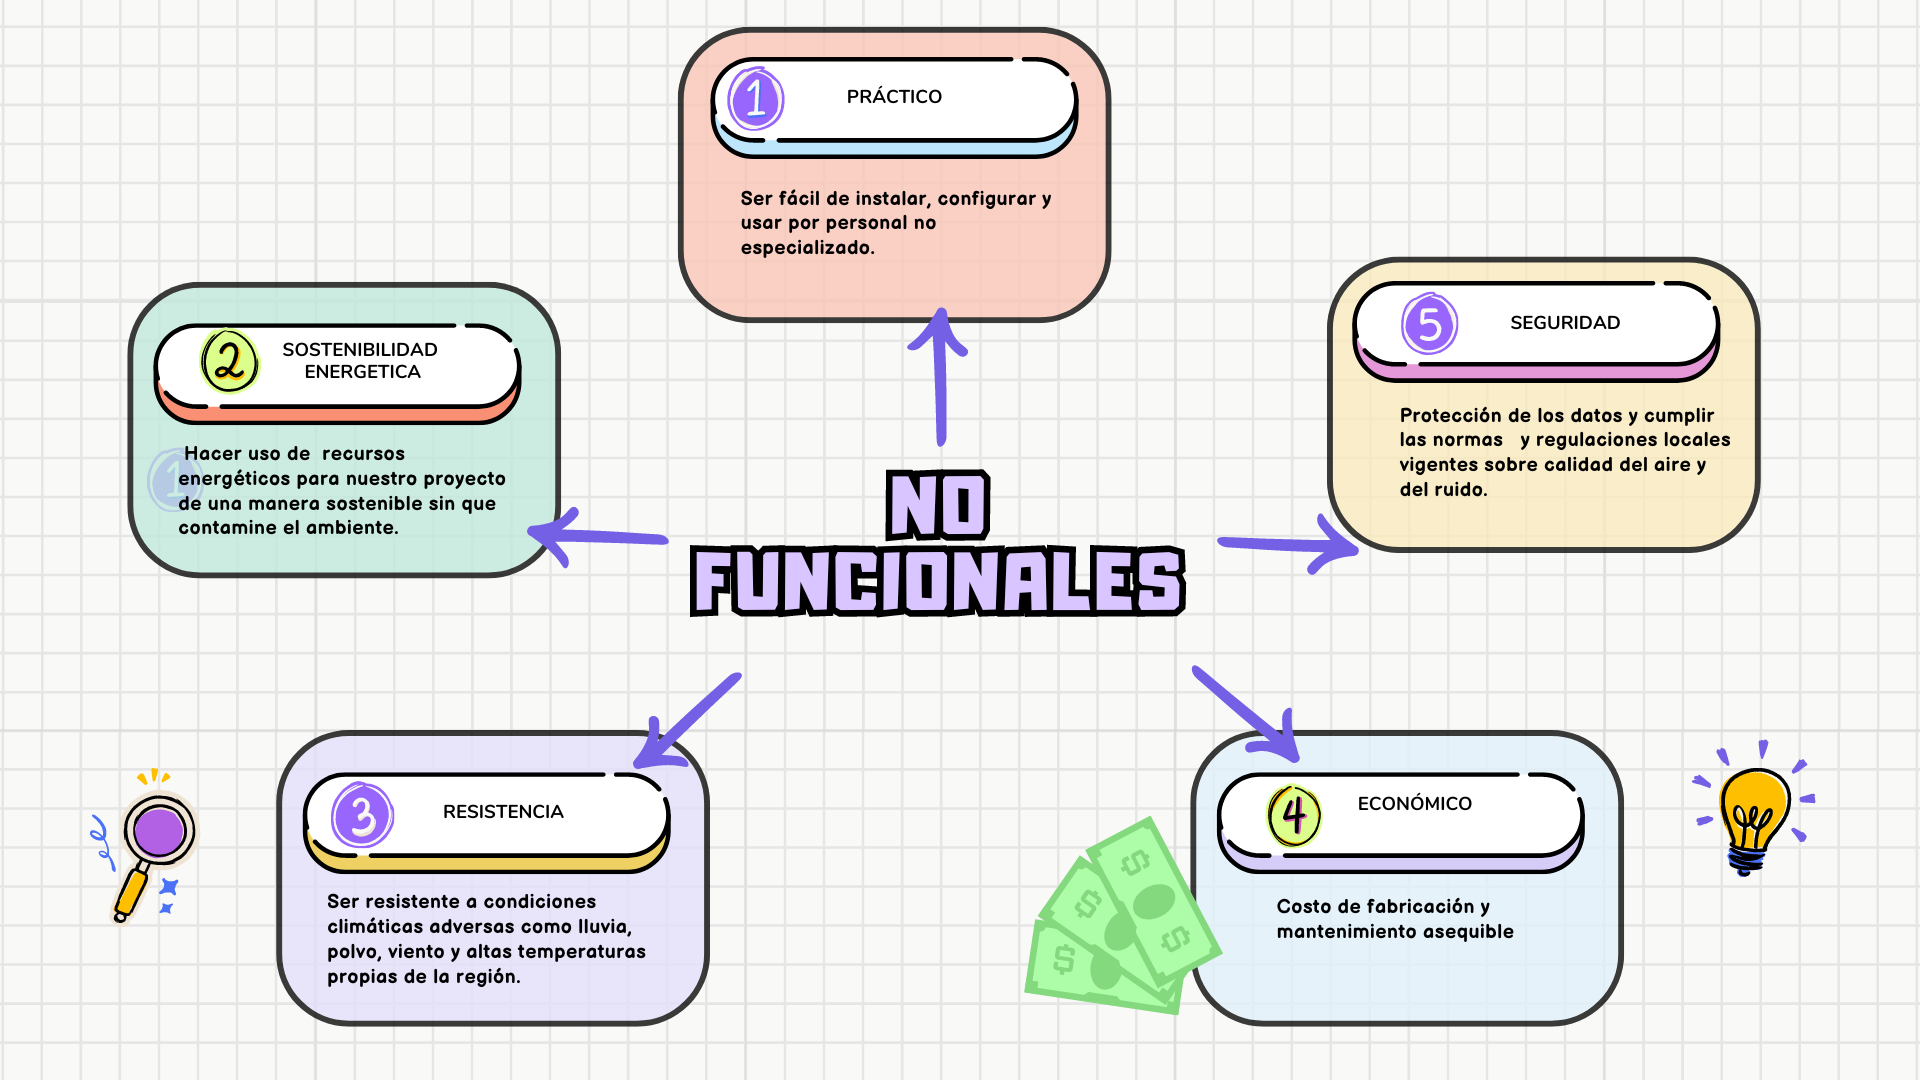 1
PRÁCTICO
Ser fácil de instalar, configurar y
usar por personal no
especializado.
2
SOSTENIBILIDAD
ENERGETICA
1
Hacer uso de  recursos
energéticos para nuestro proyecto
de una manera sostenible sin que
contamine el ambiente.
5
SEGURIDAD
Protección de los datos y cumplir
las normas   y regulaciones locales
vigentes sobre calidad del aire y
del ruido.
NO
FUNCIONALES
3
RESISTENCIA
Ser resistente a condiciones
climáticas adversas como lluvia,
polvo, viento y altas temperaturas
propias de la región.
4
ECONÓMICO
Costo de fabricación y
mantenimiento asequible
$
$
$
$